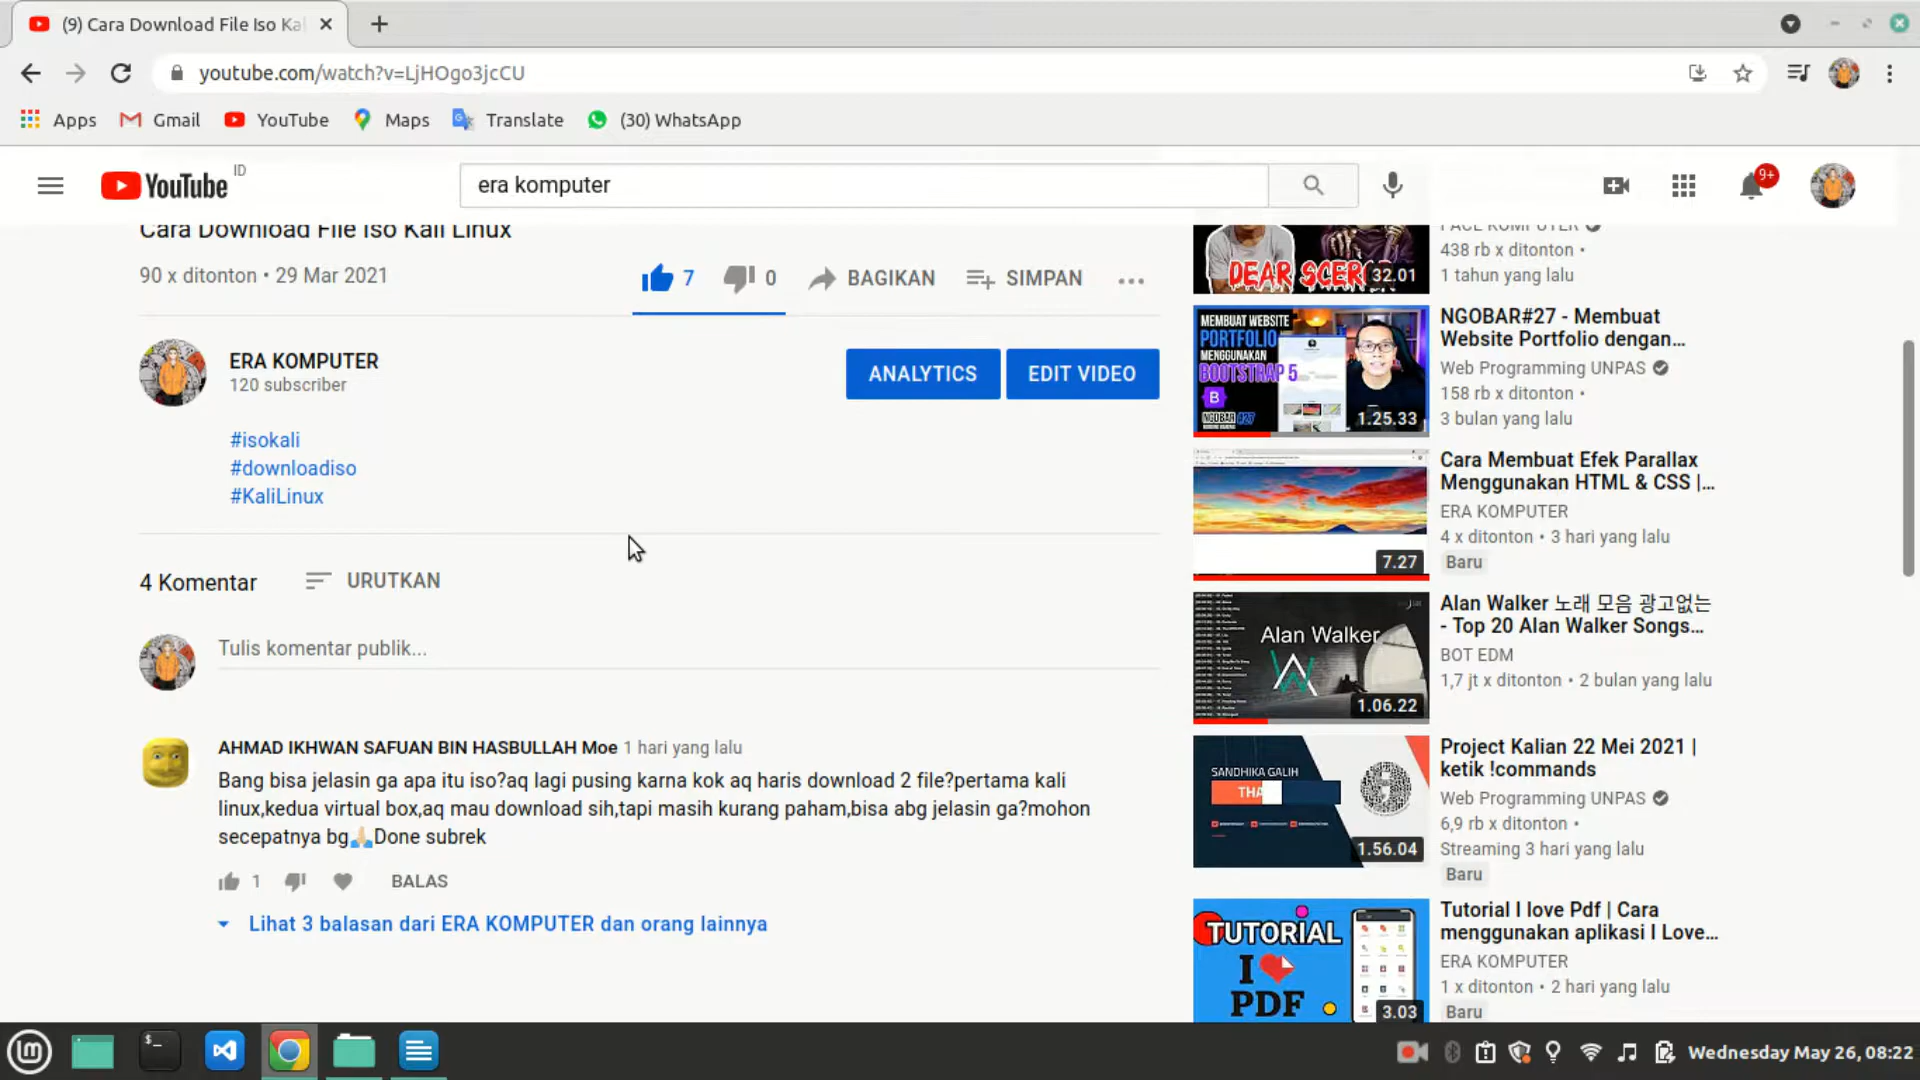 (9) Cara Download File Iso Ka
youtube.com/watch?v=LjHOgo3jcCU
Apps Gmail YouTube Maps Translate (30) WhatsApp
YouTube ID
era komputer
9+
Cara Download File Iso Kali Linux
90 x ditonton • 29 Mar 2021
7 0 BAGIKAN SIMPAN
ERA KOMPUTER
120 subscriber
ANALYTICS EDIT VIDEO
#isokali
#downloadiso
#KaliLinux
4 Komentar URUTKAN
Tulis komentar publik...
AHMAD IKHWAN SAFUAN BIN HASBULLAH Moe 1 hari yang lalu
Bang bisa jelasin ga apa itu iso?aq lagi pusing karna kok aq haris download 2 file?pertama kali
linux,kedua virtual box,aq mau download sih,tapi masih kurang paham,bisa abg jelasin ga?mohon
secepatnya bg🙏Done subrek
1 BALAS
Lihat 3 balasan dari ERA KOMPUTER dan orang lainnya
DEAR SCER
32.01
KOMPUTER
438 rb x ditonton •
1 tahun yang lalu
MEMBUAT WEBSITE
PORTFOLIO
MENGGUNAKAN
BOOTSTRAP 5
B
NGOBAR #27
1.25.33
NGOBAR#27 - Membuat
Website Portfolio dengan...
Web Programming UNPAS
158 rb x ditonton •
3 bulan yang lalu
7.27
Cara Membuat Efek Parallax
Menggunakan HTML & CSS |...
ERA KOMPUTER
4 x ditonton • 3 hari yang lalu
Baru
Alan Walker
1.06.22
Alan Walker 노래 모음 광고없는
- Top 20 Alan Walker Songs...
BOT EDM
1,7 jt x ditonton • 2 bulan yang lalu
SANDHIKA GALIH
THA
1.56.04
Project Kalian 22 Mei 2021 |
ketik !commands
Web Programming UNPAS
6,9 rb x ditonton •
Streaming 3 hari yang lalu
Baru
TUTORIAL
I
PDF
3.03
Tutorial I love Pdf | Cara
menggunakan aplikasi I Love...
ERA KOMPUTER
1 x ditonton • 2 hari yang lalu
Baru
Wednesday May 26, 08:22